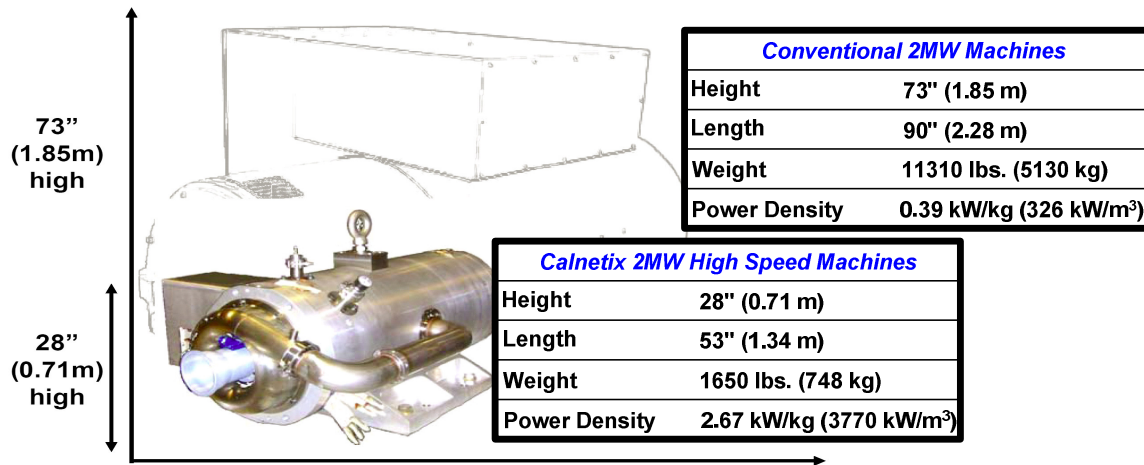 73”
(1.85m)
high
Conventional 2MW Machines
Height 73" (1.85 m)
Length 90" (2.28 m)
Weight 11310 lbs. (5130 kg)
Power Density 0.39 kW/kg (326 kW/m³)
28”
(0.71m)
high
Calnetix 2MW High Speed Machines
Height 28" (0.71 m)
Length 53" (1.34 m)
Weight 1650 lbs. (748 kg)
Power Density 2.67 kW/kg (3770 kW/m³)